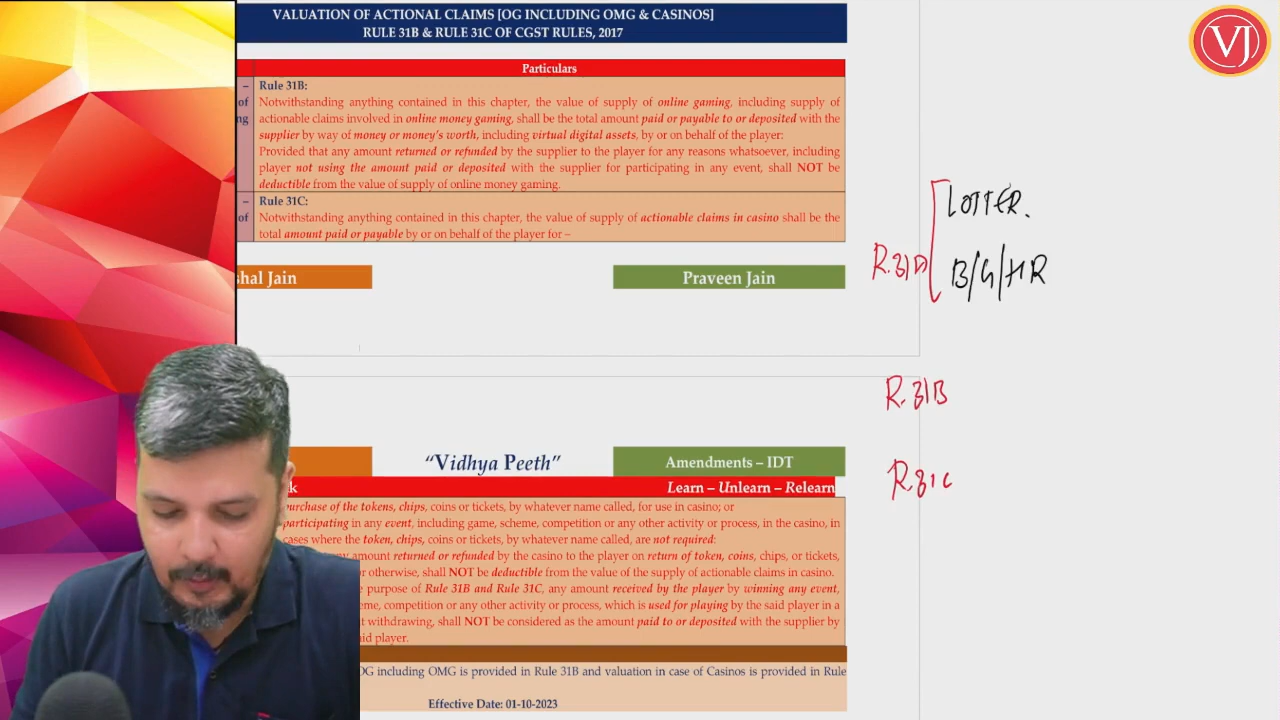 VALUATION OF ACTIONAL CLAIMS [OG INCLUDING OMG & CASINOS]
RULE 31B & RULE 31C OF CGST RULES, 2017
VJ
Particulars
– Rule 31B:
of Notwithstanding anything contained in this chapter, the value of supply of online gaming, including supply of
ng actionable claims involved in online money gaming, shall be the total amount paid or payable to or deposited with the
supplier by way of money or money's worth, including virtual digital assets, by or on behalf of the player:
Provided that any amount returned or refunded by the supplier to the player for any reasons whatsoever, including
player not using the amount paid or deposited with the supplier for participating in any event, shall NOT be
deductible from the value of supply of online money gaming.
– Rule 31C:
of Notwithstanding anything contained in this chapter, the value of supply of actionable claims in casino shall be the
total amount paid or payable by or on behalf of the player for –
LOTTER.
R.31A
B/G/HR
shal Jain
Praveen Jain
R.31B
R.31C
"Vidhya Peeth"
Amendments – IDT
k
Learn – Unlearn – Relearn
purchase of the tokens, chips, coins or tickets, by whatever name called, for use in casino; or
participating in any event, including game, scheme, competition or any other activity or process, in the casino, in
cases where the token, chips, coins or tickets, by whatever name called, are not required:
amount returned or refunded by the casino to the player on return of token, coins, chips, or tickets,
or otherwise, shall NOT be deductible from the value of the supply of actionable claims in casino.
purpose of Rule 31B and Rule 31C, any amount received by the player by winning any event,
eme, competition or any other activity or process, which is used for playing by the said player in a
t withdrawing, shall NOT be considered as the amount paid to or deposited with the supplier by
aid player.
OG including OMG is provided in Rule 31B and valuation in case of Casinos is provided in Rule
Effective Date: 01-10-2023